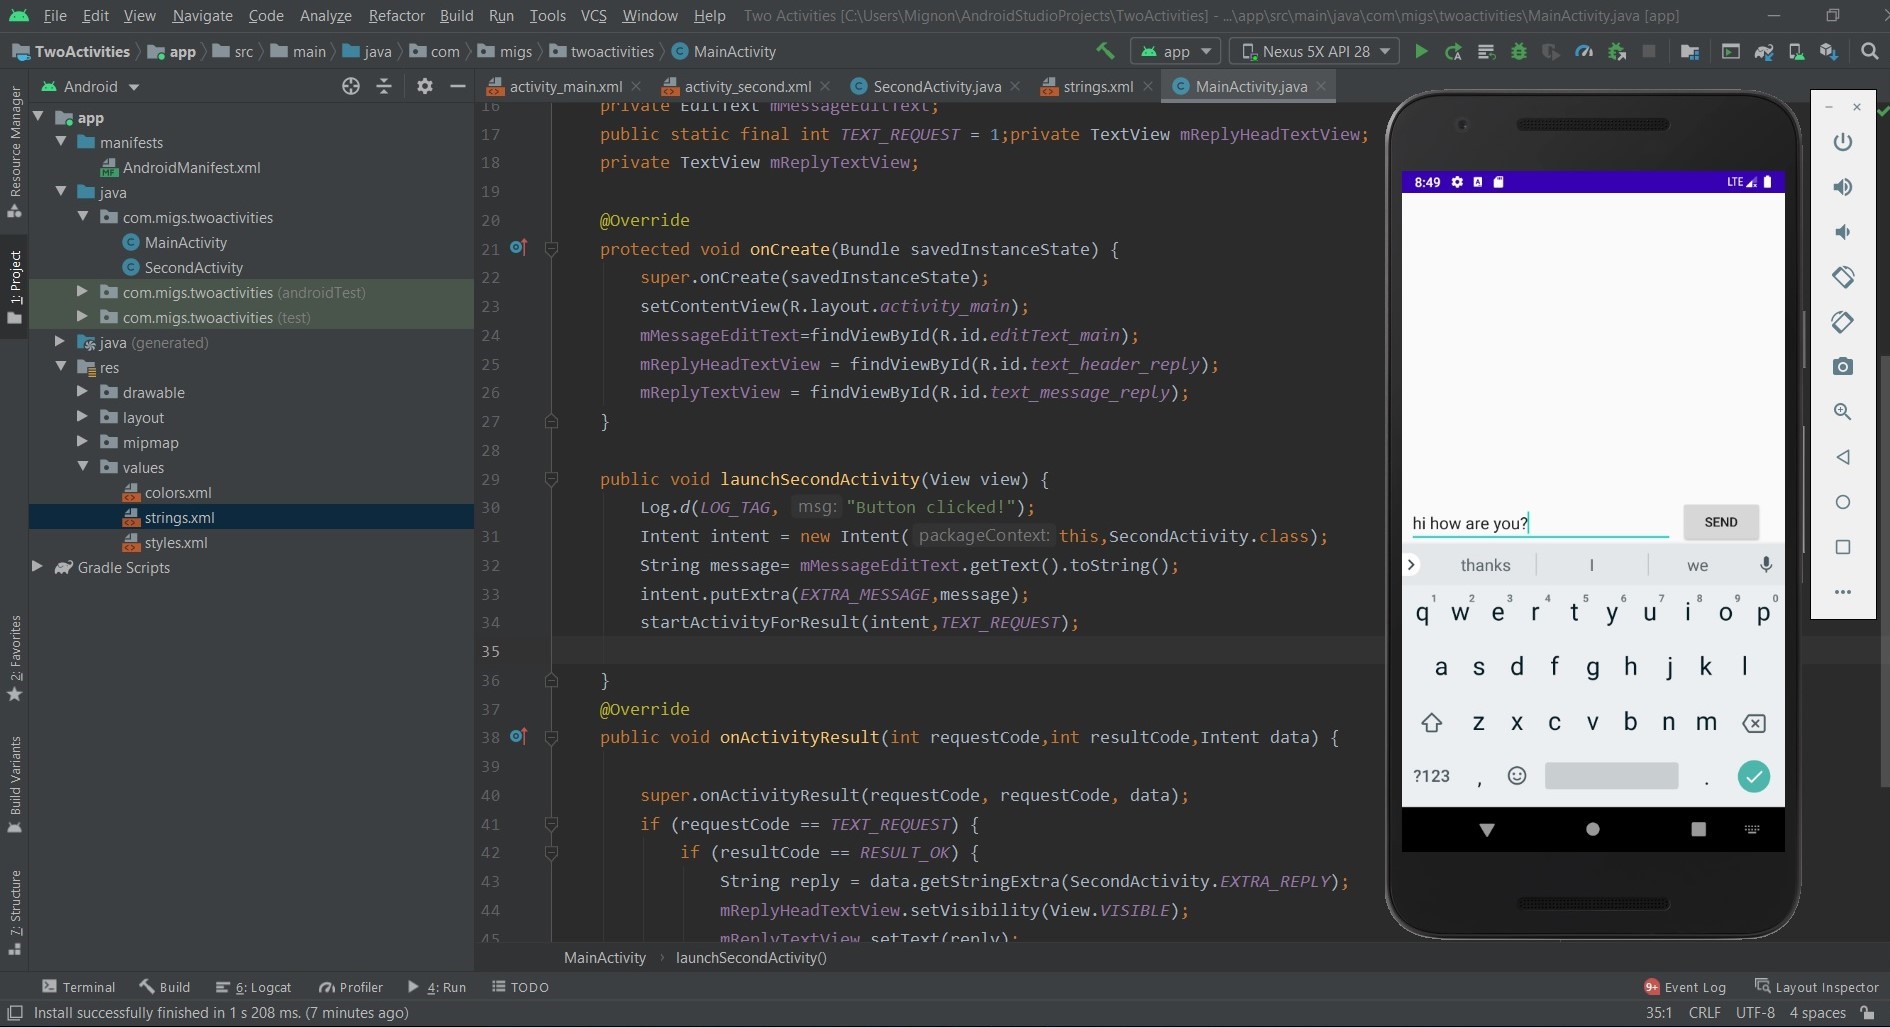 File Edit View Navigate Code Analyze Refactor Build Run Tools VCS Window Help Two Activities [C:\Users\Mignon\AndroidStudioProjects\TwoActivities] - ...\app\src\main\java\com\migs\twoactivities\MainActivity.java [app]
TwoActivities app src main java com migs twoactivities MainActivity app Nexus 5X API 28
Android
activity_main.xml activity_second.xml SecondActivity.java strings.xml MainActivity.java
Resource Manager
1: Project
2: Favorites
Build Variants
7: Structure
app
manifests
AndroidManifest.xml
java
com.migs.twoactivities
MainActivity
SecondActivity
com.migs.twoactivities (androidTest)
com.migs.twoactivities (test)
java (generated)
res
drawable
layout
mipmap
values
colors.xml
strings.xml
styles.xml
Gradle Scripts
16 private EditText mMessageEditText;
17 public static final int TEXT_REQUEST = 1;private TextView mReplyHeadTextView;
18 private TextView mReplyTextView;
19
20 @Override
21 protected void onCreate(Bundle savedInstanceState) {
22 super.onCreate(savedInstanceState);
23 setContentView(R.layout.activity_main);
24 mMessageEditText=findViewById(R.id.editText_main);
25 mReplyHeadTextView = findViewById(R.id.text_header_reply);
26 mReplyTextView = findViewById(R.id.text_message_reply);
27 }
28
29 public void launchSecondActivity(View view) {
30 Log.d(LOG_TAG, msg: "Button clicked!");
31 Intent intent = new Intent( packageContext: this,SecondActivity.class);
32 String message= mMessageEditText.getText().toString();
33 intent.putExtra(EXTRA_MESSAGE,message);
34 startActivityForResult(intent,TEXT_REQUEST);
35
36 }
37 @Override
38 public void onActivityResult(int requestCode,int resultCode,Intent data) {
39
40 super.onActivityResult(requestCode, requestCode, data);
41 if (requestCode == TEXT_REQUEST) {
42 if (resultCode == RESULT_OK) {
43 String reply = data.getStringExtra(SecondActivity.EXTRA_REPLY);
44 mReplyHeadTextView.setVisibility(View.VISIBLE);
45 mReplyTextView.setText(reply);
MainActivity launchSecondActivity()
8:49 A LTE
hi how are you? SEND
thanks I we
1 2 3 4 5 6 7 8 9 0
q w e r t y u i o p
a s d f g h j k l
z x c v b n m
?123 , .
Terminal Build 6: Logcat Profiler 4: Run TODO 9+ Event Log Layout Inspector
Install successfully finished in 1 s 208 ms. (7 minutes ago) 35:1 CRLF UTF-8 4 spaces